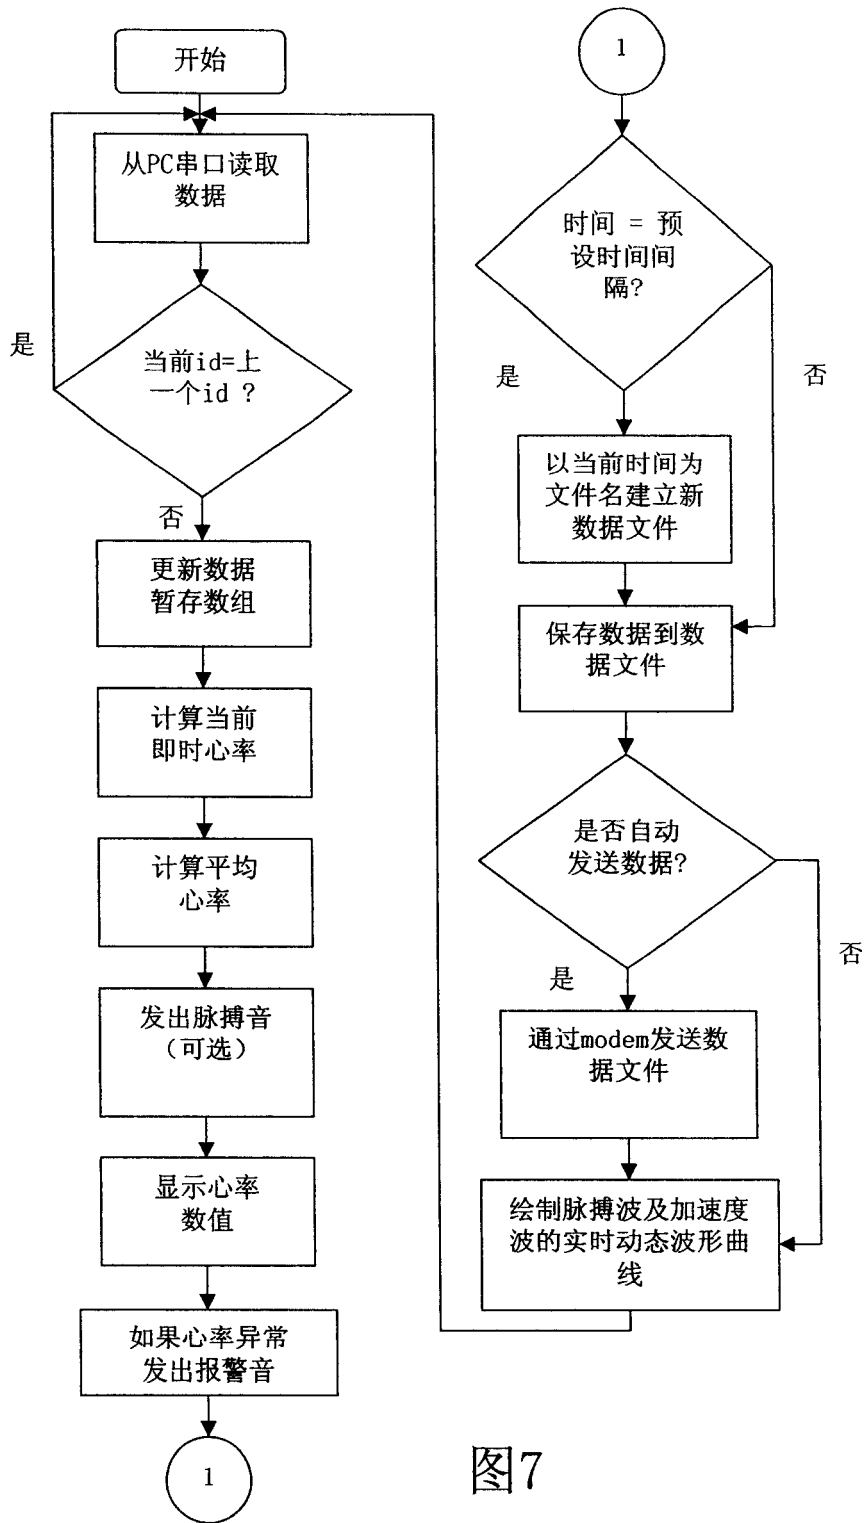 开始
从PC串口读取
数据
是
当前id=上
一个id ?
否
更新数据
暂存数组
计算当前
即时心率
计算平均
心率
发出脉搏音
(可选)
显示心率
数值
如果心率异常
发出报警音
1
1
时间 = 预
设时间间
隔?
是
否
以当前时间为
文件名建立新
数据文件
保存数据到数
据文件
是否自动
发送数据?
是
否
通过modem发送数
据文件
绘制脉搏波及加速度
波的实时动态波形曲
线
图7